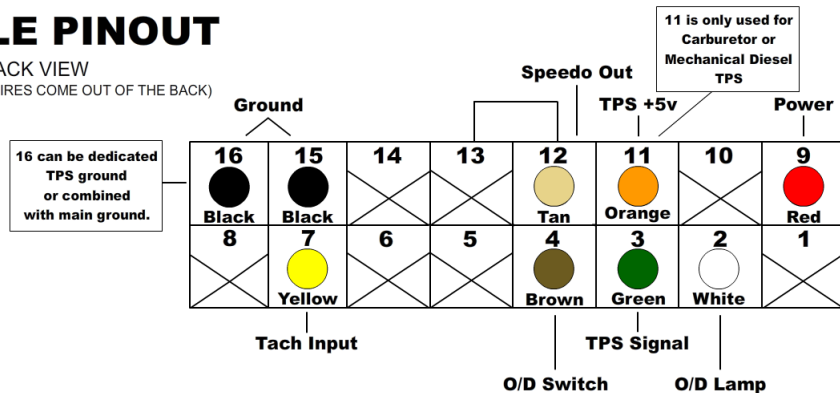 LE PINOUT
ACK VIEW
IRES COME OUT OF THE BACK)
11 is only used for
Carburetor or
Mechanical Diesel
TPS
Speedo Out
Ground
TPS +5v
Power
16 can be dedicated
TPS ground
or combined
with main ground.
16 15 14 13 12 11 10 9
Black Black Tan Orange Red
8 7 6 5 4 3 2 1
Yellow Brown Green White
Tach Input
TPS Signal
O/D Switch
O/D Lamp